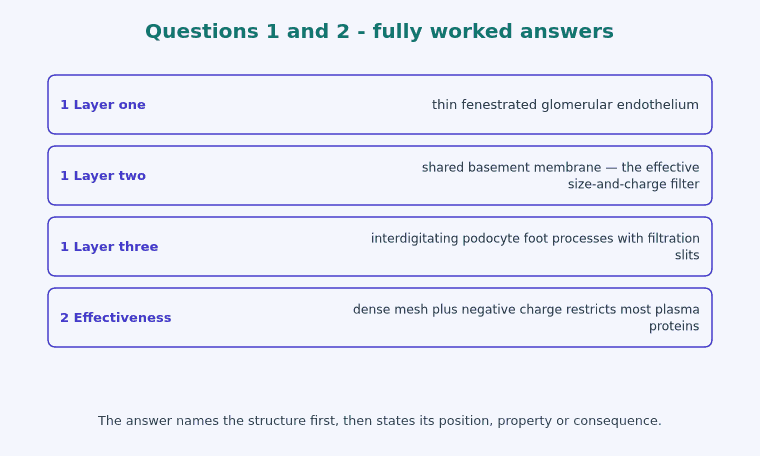 Questions 1 and 2 - fully worked answers
1 Layer one
thin fenestrated glomerular endothelium
1 Layer two
shared basement membrane — the effective
size-and-charge filter
1 Layer three
interdigitating podocyte foot processes with filtration
slits
2 Effectiveness
dense mesh plus negative charge restricts most plasma
proteins
The answer names the structure first, then states its position, property or consequence.